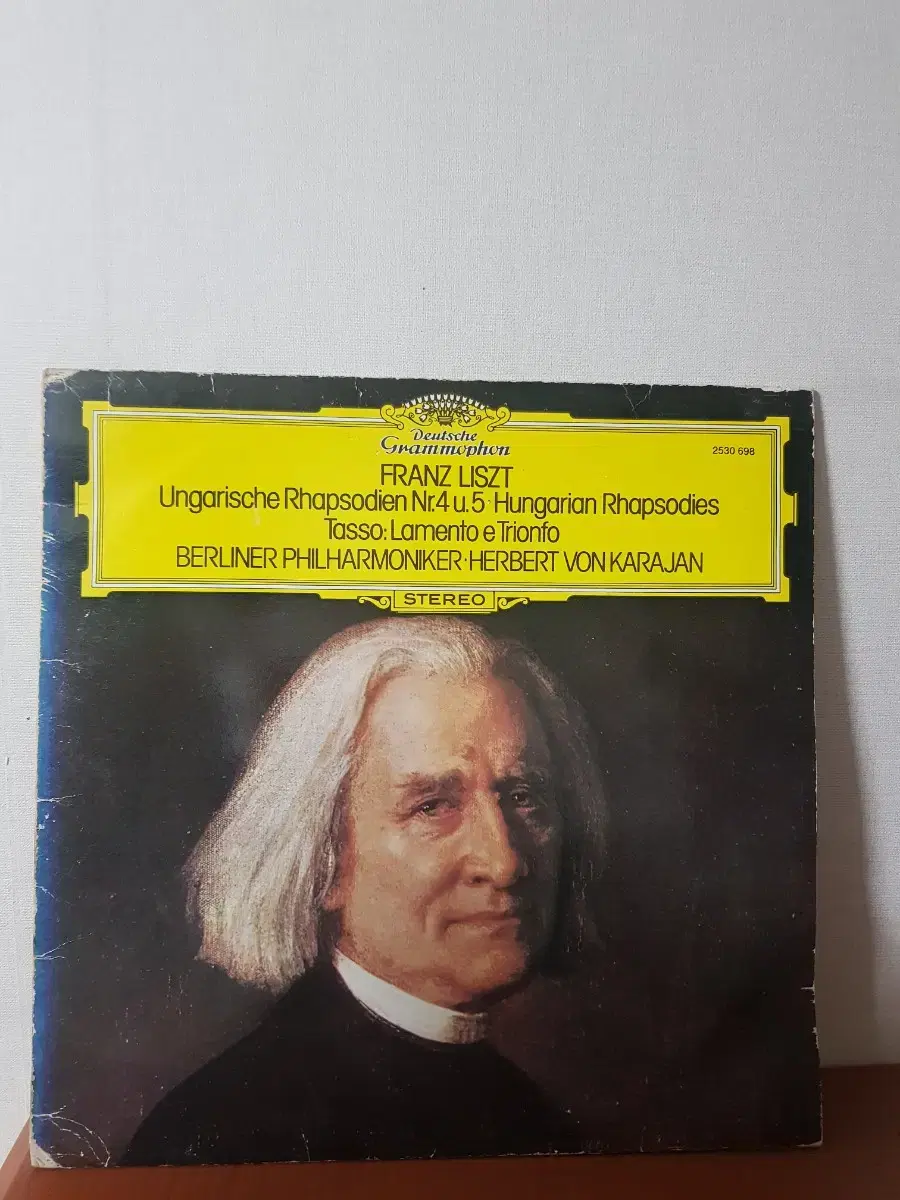 Deutsche
Grammophon
2530 698
FRANZ LISZT
Ungarische Rhapsodien Nr.4 u.5·Hungarian Rhapsodies
Tasso: Lamento e Trionfo
BERLINER PHILHARMONIKER·HERBERT VON KARAJAN
STEREO